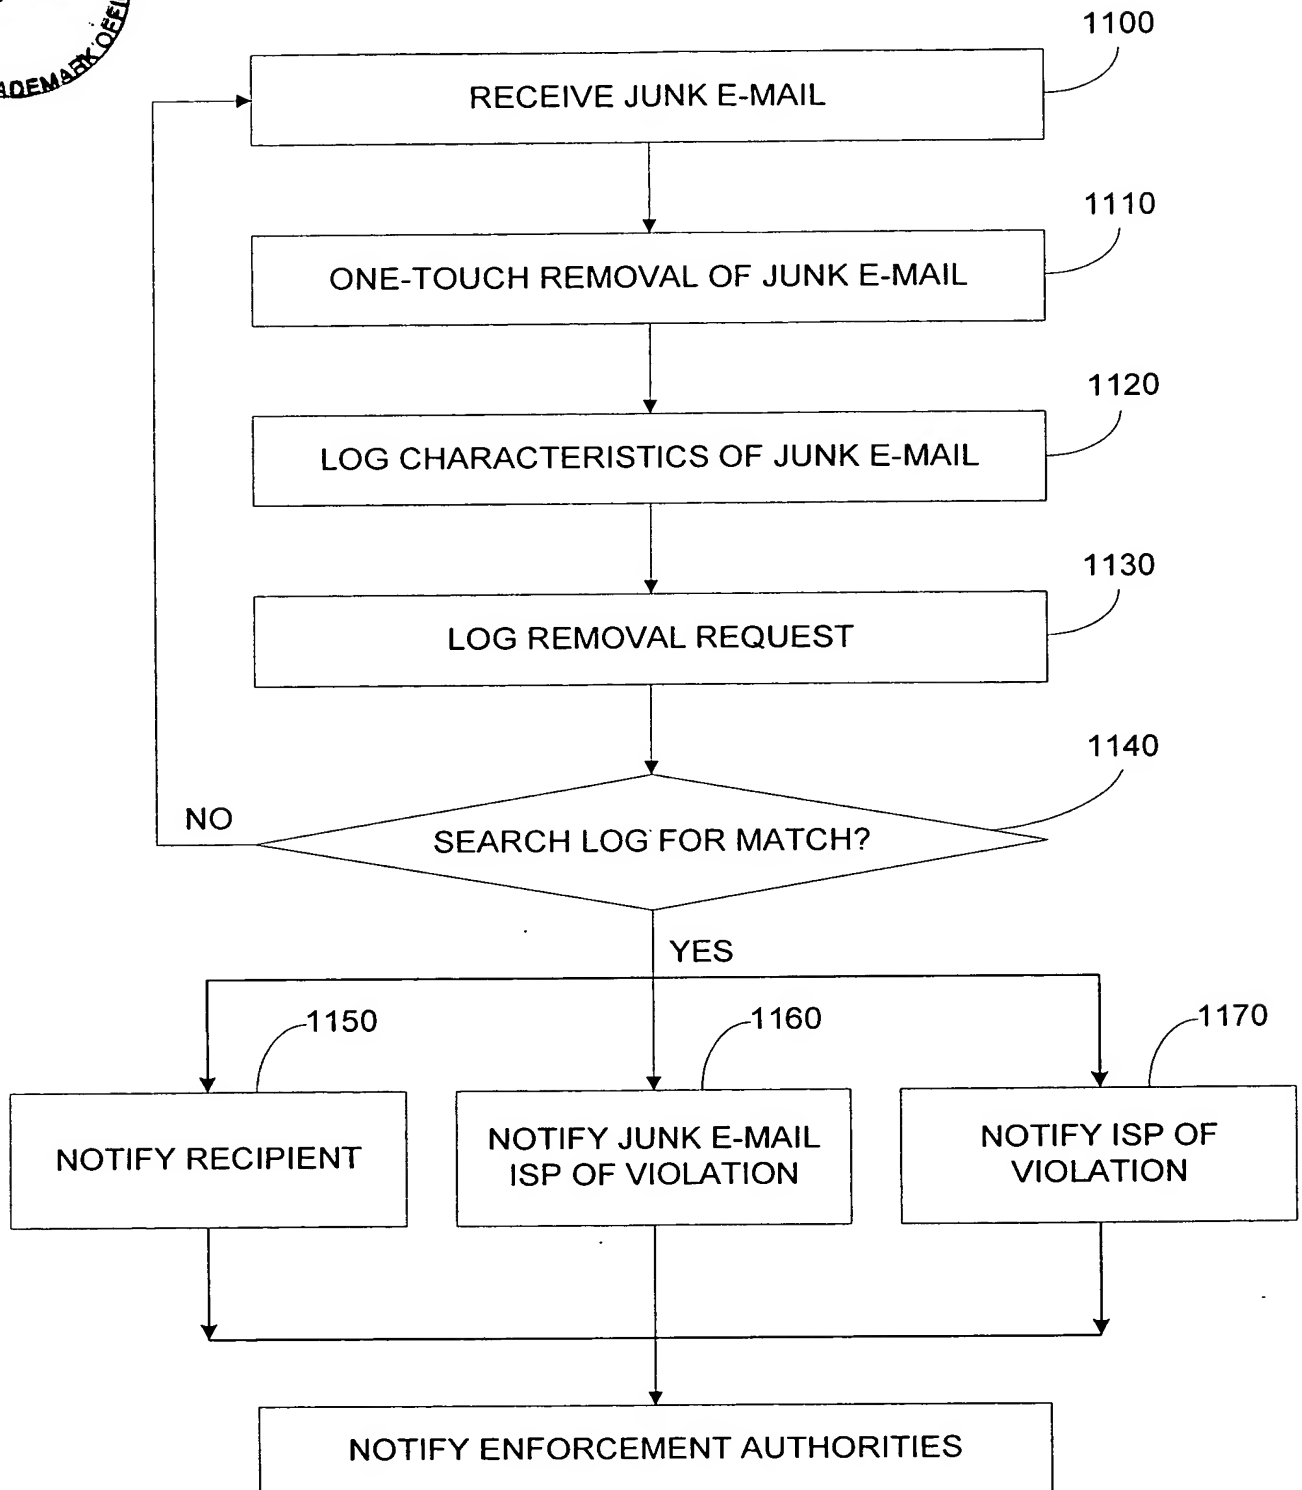 ADEMARK OFFI
1100
RECEIVE JUNK E-MAIL
1110
ONE-TOUCH REMOVAL OF JUNK E-MAIL
1120
LOG CHARACTERISTICS OF JUNK E-MAIL
1130
LOG REMOVAL REQUEST
1140
NO
SEARCH LOG FOR MATCH?
YES
1150
1160
1170
NOTIFY RECIPIENT
NOTIFY JUNK E-MAIL
ISP OF VIOLATION
NOTIFY ISP OF
VIOLATION
NOTIFY ENFORCEMENT AUTHORITIES